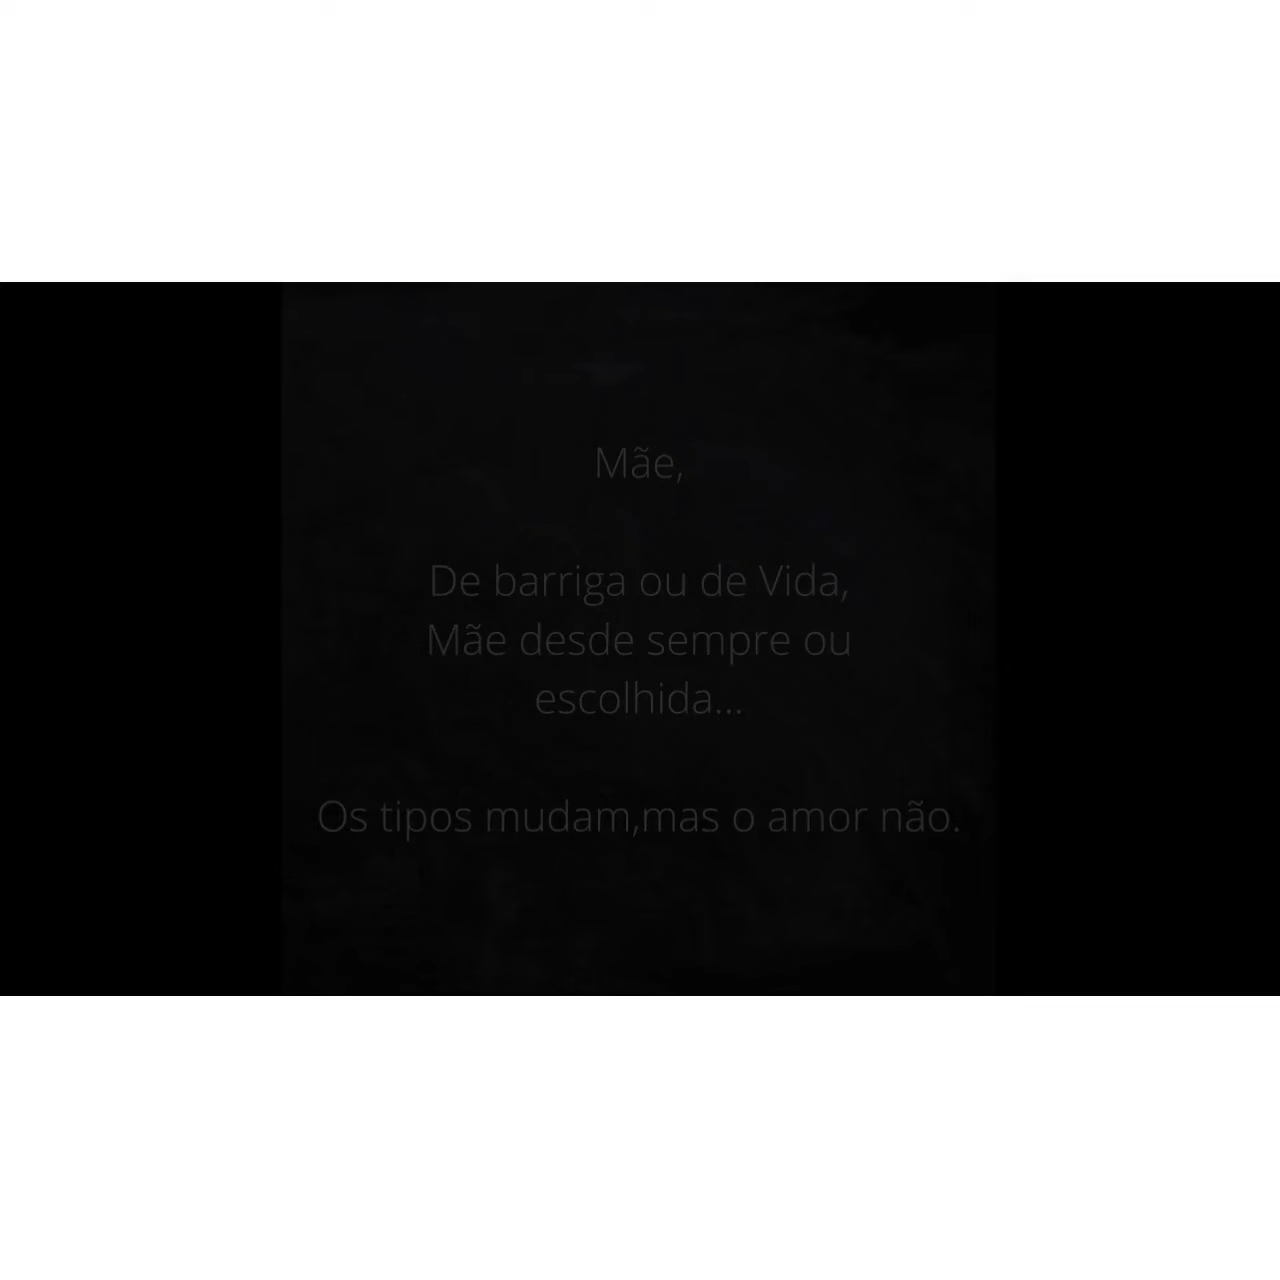 Mãe,
De barriga ou de Vida,
Mãe desde sempre ou
escolhida...
Os tipos mudam,mas o amor não.